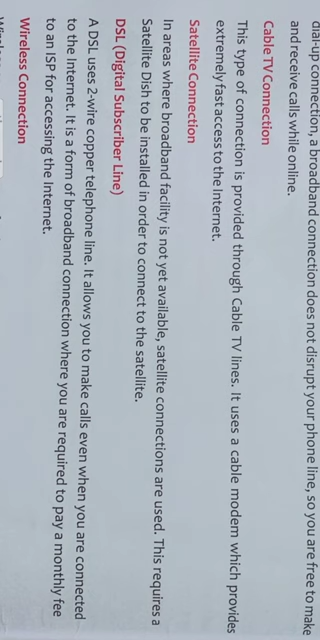 dial-up connection, a broadband connection does not disrupt your phone line, so you are free to make
and receive calls while online.
Cable TV Connection
This type of connection is provided through Cable TV lines. It uses a cable modem which provides
extremely fast access to the Internet.
Satellite Connection
In areas where broadband facility is not yet available, satellite connections are used. This requires a
Satellite Dish to be installed in order to connect to the satellite.
DSL (Digital Subscriber Line)
A DSL uses 2-wire copper telephone line. It allows you to make calls even when you are connected
to the Internet. It is a form of broadband connection where you are required to pay a monthly fee
to an ISP for accessing the Internet.
Wireless Connection